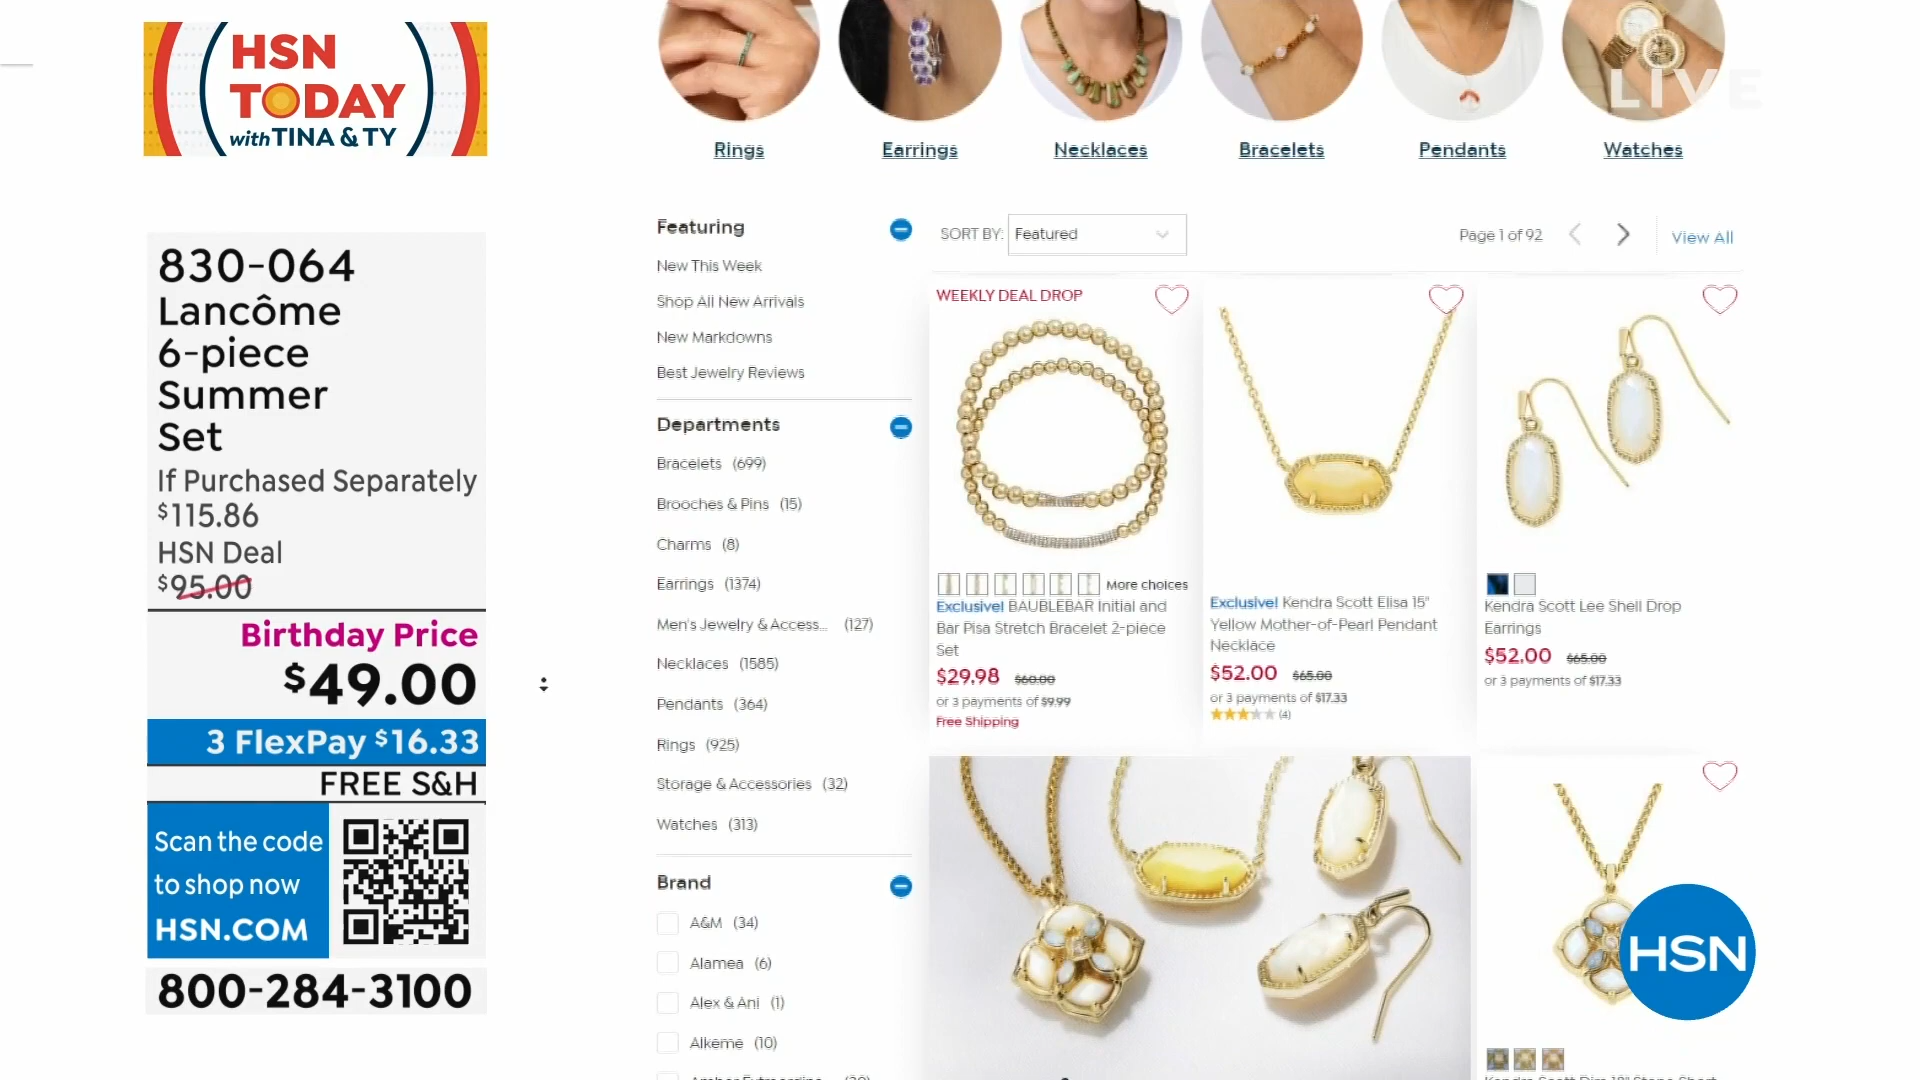 HSN
TODAY
with TINA & TY
830-064
Lancôme
6-piece
Summer
Set
If Purchased Separately
$115.86
HSN Deal
$95.00
Birthday Price
$49.00
3 FlexPay $16.33
FREE S&H
Scan the code
to shop now
HSN.COM
800-284-3100
LIVE
Rings
Earrings
Necklaces
Bracelets
Pendants
Watches
Featuring
New This Week
Shop All New Arrivals
New Markdowns
Best Jewelry Reviews
Departments
Bracelets (699)
Brooches & Pins (15)
Charms (8)
Earrings (1374)
Men's Jewelry & Access... (127)
Necklaces (1585)
Pendants (364)
Rings (925)
Storage & Accessories (32)
Watches (313)
Brand
A&M (34)
Alamea (6)
Alex & Ani (1)
Alkeme (10)
SORT BY: Featured
Page 1 of 92
View All
WEEKLY DEAL DROP
More choices
Exclusive! BAUBLEBAR Initial and
Bar Pisa Stretch Bracelet 2-piece
Set
$29.98 $60.00
or 3 payments of $9.99
Free Shipping
Exclusive! Kendra Scott Elisa 15"
Yellow Mother-of-Pearl Pendant
Necklace
$52.00 $65.00
or 3 payments of $17.33
(4)
Kendra Scott Lee Shell Drop
Earrings
$52.00 $65.00
or 3 payments of $17.33
HSN